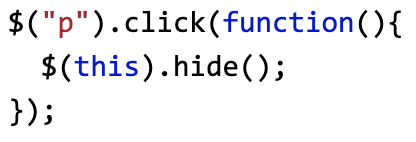 $("p").click(function(){
  $(this).hide();
});